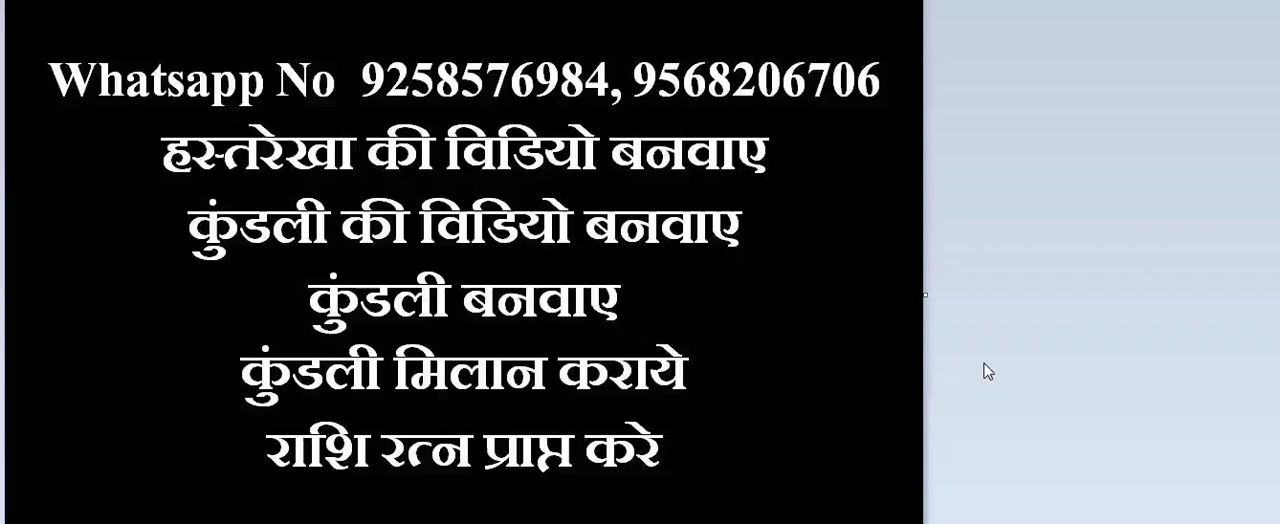 Whatsapp No 9258576984, 9568206706
हस्तरेखा की विडियो बनवाए
कुंडली की विडियो बनवाए
कुंडली बनवाए
कुंडली मिलान कराये
राशि रत्न प्राप्त करे